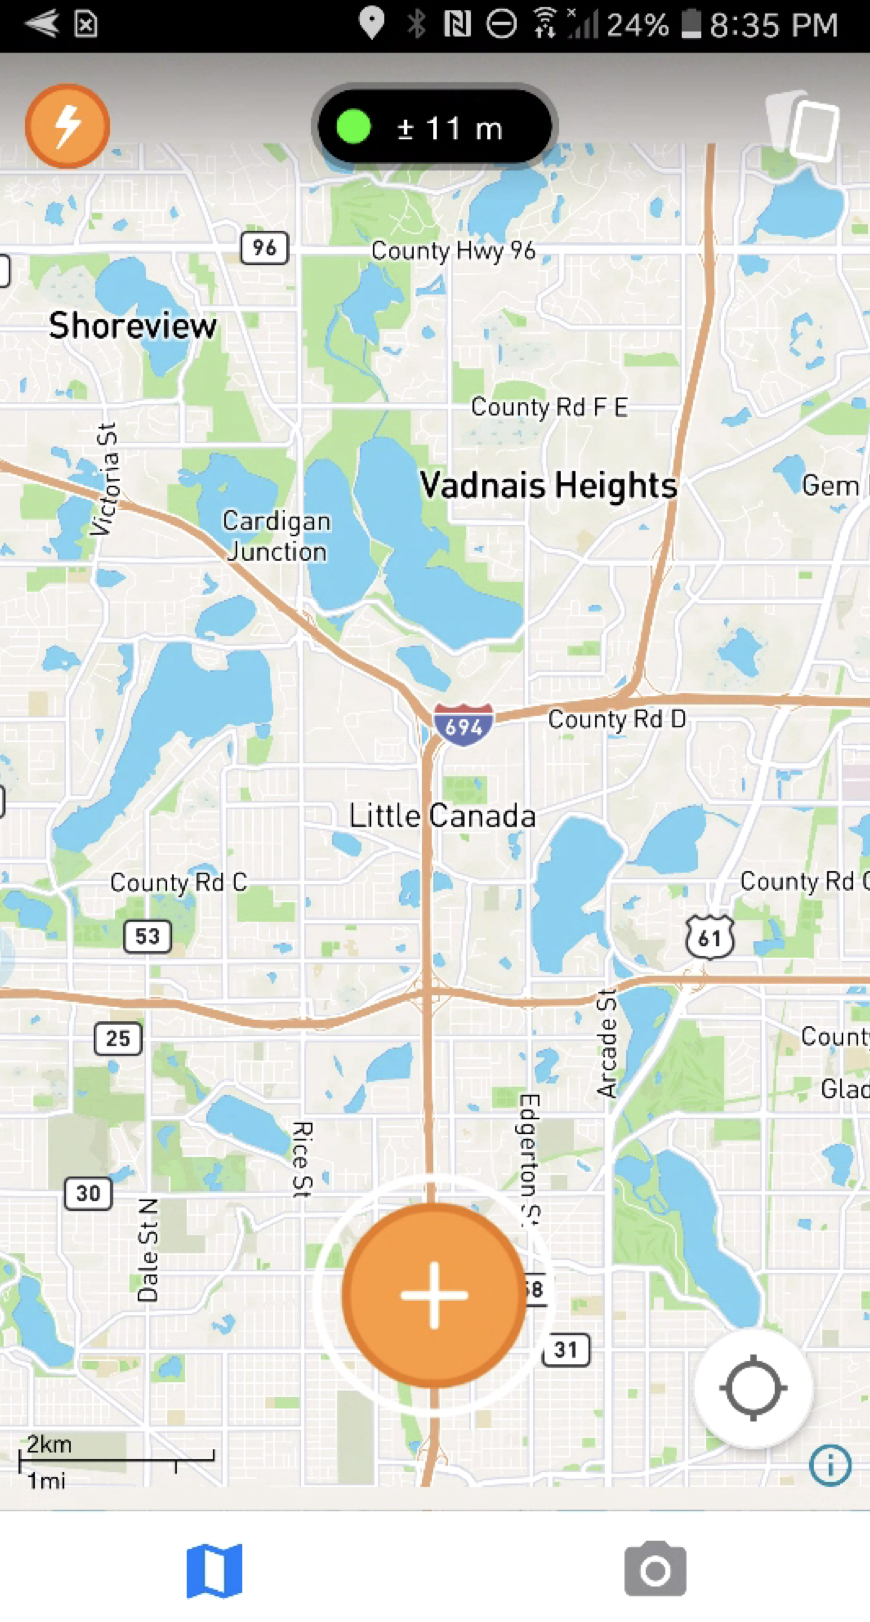 24% 8:35 PM
± 11 m
96
County Hwy 96
Shoreview
County Rd F E
Victoria St
Vadnais Heights
Gem
Cardigan
Junction
694
County Rd D
Little Canada
County Rd C
County Rd
53
61
25
Arcade St
County
Glad
Rice St
Edgerton St
30
Dale St N
58
31
2km
1mi